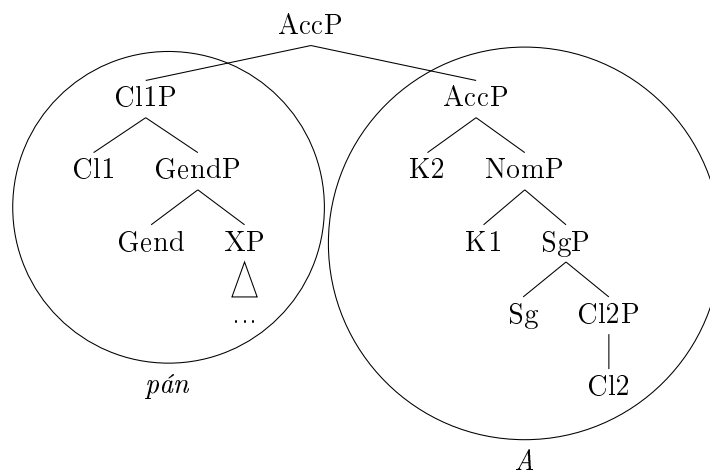 AccP
Cl1P AccP
Cl1 GendP K2 NomP
Gend XP K1 SgP
... Sg Cl2P
pán Cl2
A